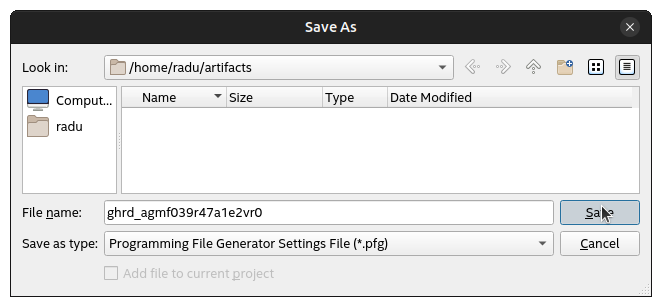 Save As
Look in: /home/radu/artifacts
Name Size Type Date Modified
Comput...
radu
File name: ghrd_agmf039r47a1e2vr0 Save
Save as type: Programming File Generator Settings File (*.pfg) Cancel
Add file to current project